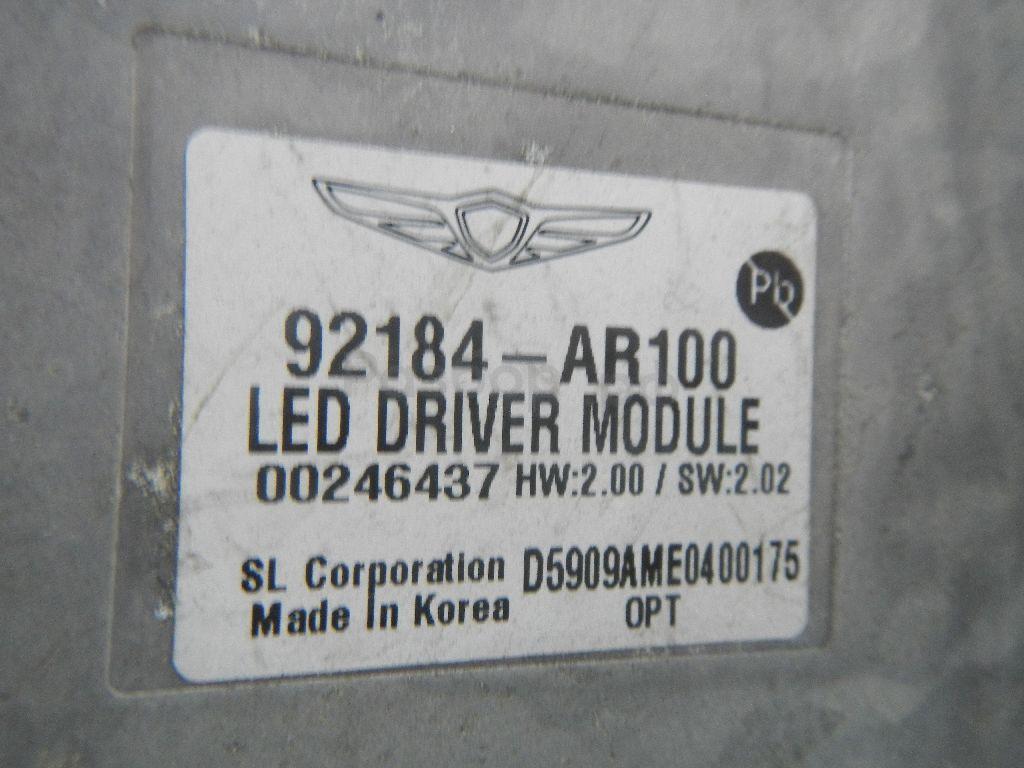 Pb
92184-AR100
LED DRIVER MODULE
00246437 HW:2.00 / SW:2.02
SL Corporation D5909AME0400175
Made In Korea OPT